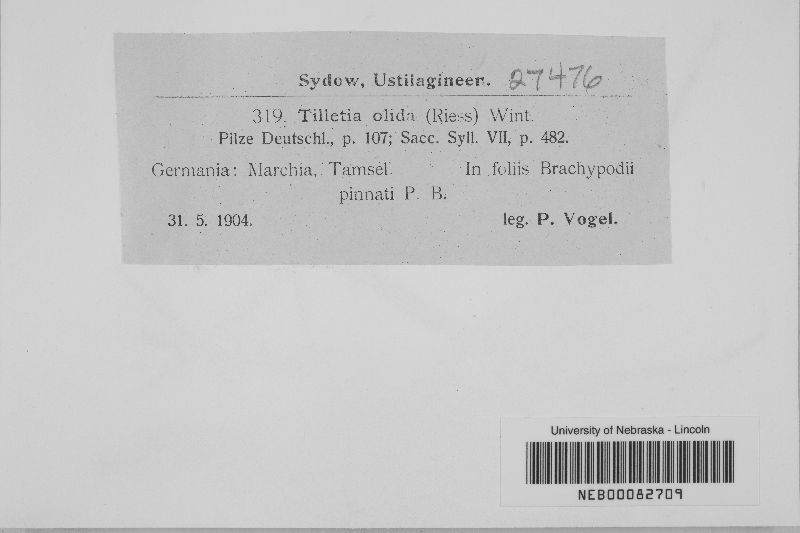 Sydow, Ustilagineen. 27476
319. Tilletia olida (Riess) Wint.
Pilze Deutschl., p. 107; Sacc. Syll. VII, p. 482.
Germania: Marchia, Tamsel. In foliis Brachypodii
pinnati P. B.
31. 5. 1904. leg. P. Vogel.
University of Nebraska - Lincoln
NEB00082709